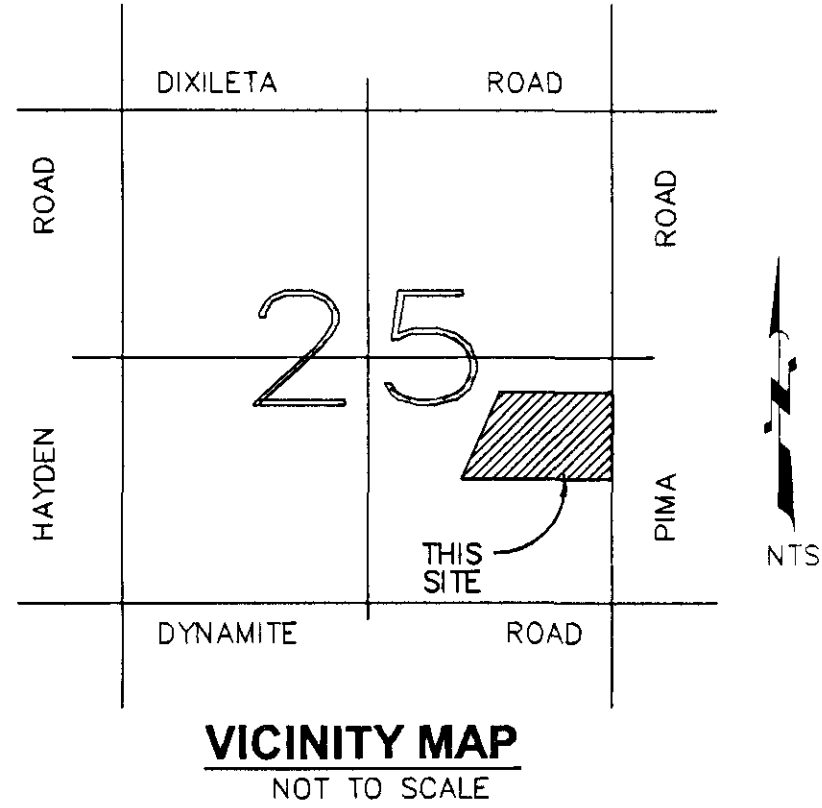 DIXILETA ROAD
ROAD
ROAD
25
HAYDEN
PIMA
THIS
SITE
N
NTS
DYNAMITE ROAD
VICINITY MAP
NOT TO SCALE